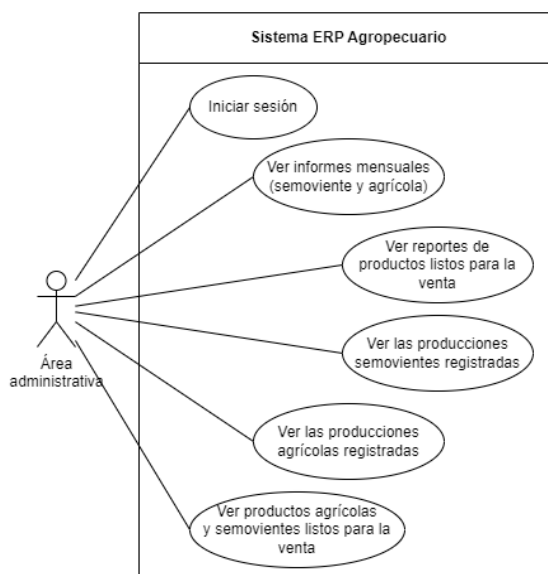 Sistema ERP Agropecuario
Iniciar sesión
Ver informes mensuales
(semoviente y agrícola)
Ver reportes de
productos listos para la
venta
Ver las producciones
semovientes registradas
Área
administrativa
Ver las producciones
agrícolas registradas
Ver productos agrícolas
y semovientes listos para la
venta